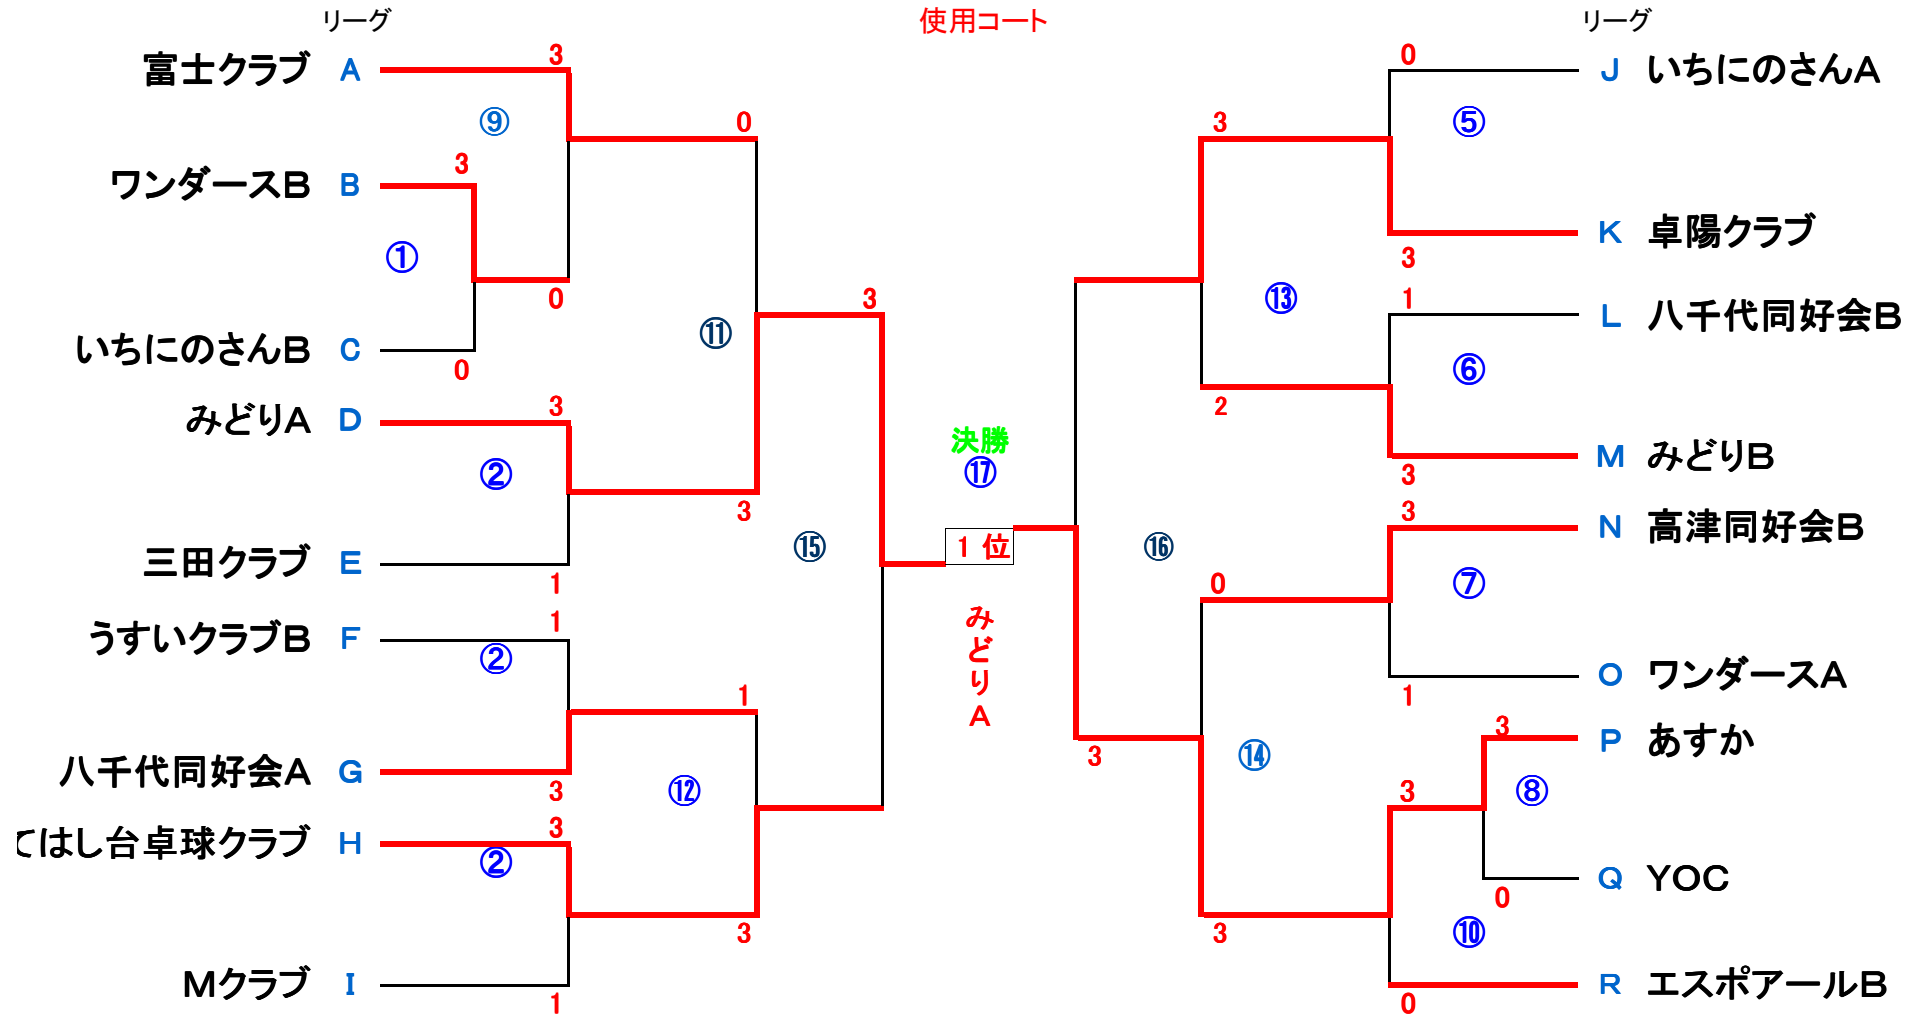 リーグ 使用コート リーグ
富士クラブ A 3 0 J いちにのさんA
⑨ 0 3 ⑤
ワンダースB B 3
① 3 K 卓陽クラブ
0 3 ⑬ 1 L 八千代同好会B
いちにのさんB C 0 ⑪ ⑥
みどりA D 3 2
② 3 決勝 3 M みどりB
⑰
三田クラブ E 1 ⑮ 1位 ⑯ 3 N 高津同好会B
0 ⑦
うすいクラブB F 1 みどりA
② 1 1 O ワンダースA
3 P あすか
八千代同好会A G 3 ⑫ 3 ⑭ 3 ⑧
てはし台卓球クラブ H 3
② 0 Q YOC
3 3 ⑩
Mクラブ I 1 0 R エスポアールB